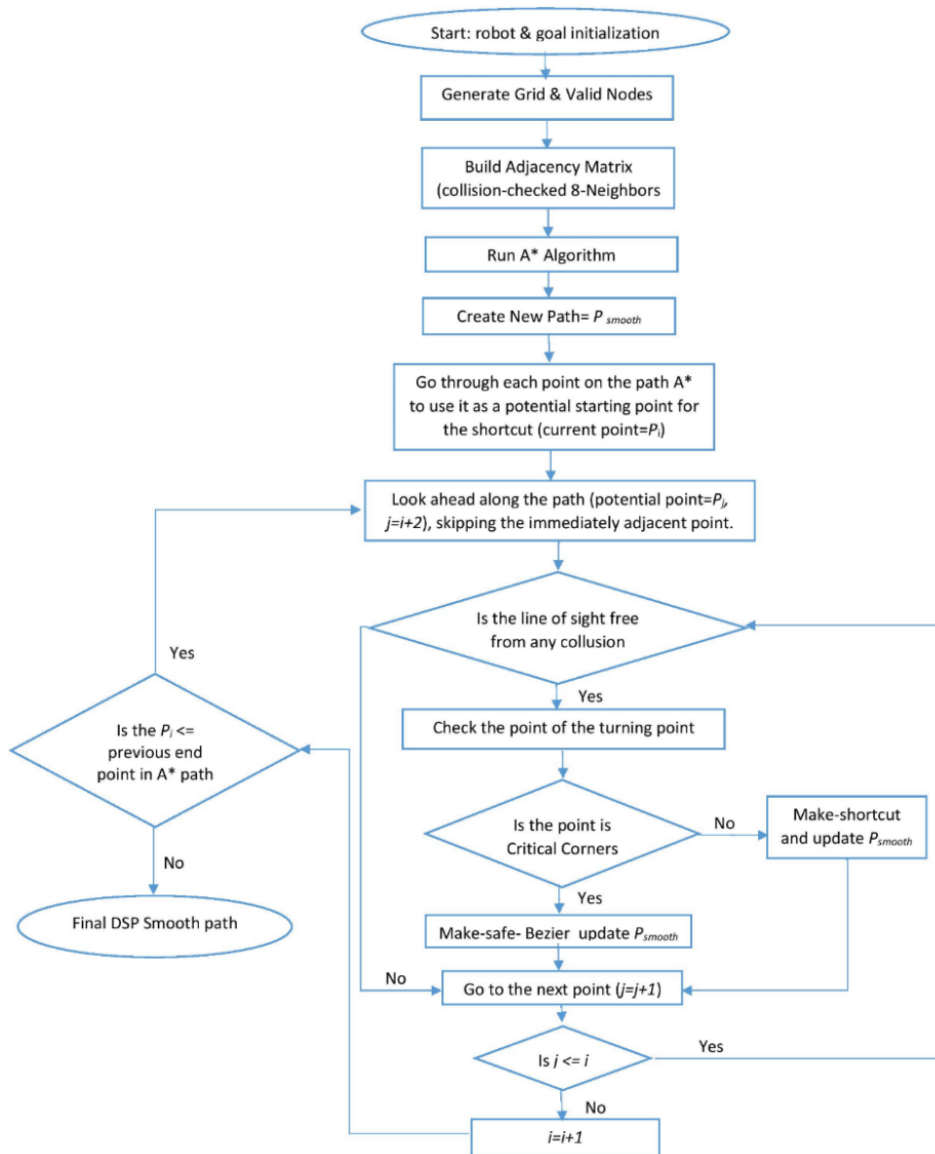 Start: robot & goal initialization
Generate Grid & Valid Nodes
Build Adjacency Matrix
(collision-checked 8-Neighbors
Run A* Algorithm
Create New Path= P smooth
Go through each point on the path A*
to use it as a potential starting point for
the shortcut (current point=Pi)
Look ahead along the path (potential point=Pj,
j=i+2), skipping the immediately adjacent point.
Is the line of sight free
from any collusion
Yes
Yes
Check the point of the turning point
Is the Pi <=
previous end
point in A* path
Is the point is
Critical Corners
No
Make-shortcut
and update Psmooth
No
Yes
Final DSP Smooth path
Make-safe- Bezier update Psmooth
No
Go to the next point (j=j+1)
Is j <= i
Yes
No
i=i+1